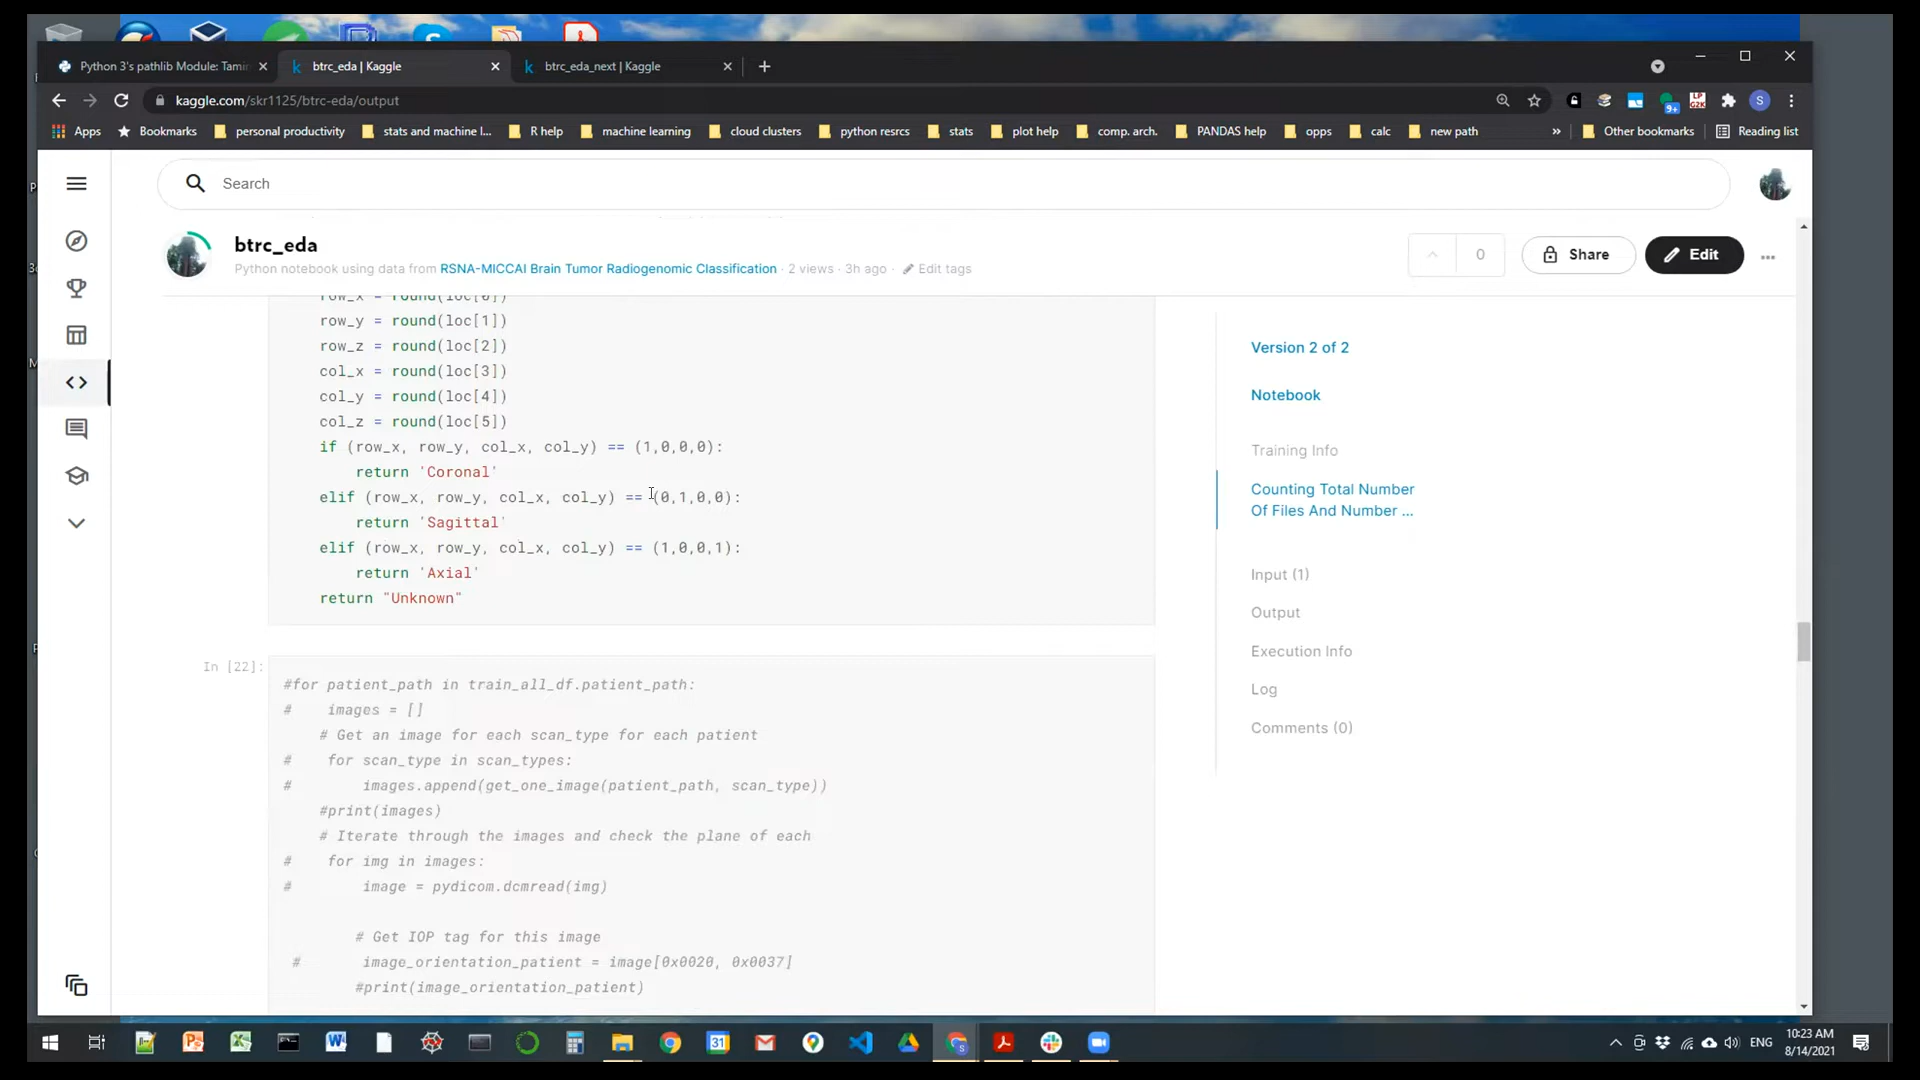 Python 3's pathlib Module: Tami
btrc_eda | Kaggle
btrc_eda_next | Kaggle
kaggle.com/skr1125/btrc-eda/output
9+
S
Apps
Bookmarks
personal productivity
stats and machine l...
R help
machine learning
cloud clusters
python resrcs
stats
plot help
comp. arch.
PANDAS help
opps
calc
new path
»
Other bookmarks
Reading list
Search
btrc_eda
Python notebook using data from RSNA-MICCAI Brain Tumor Radiogenomic Classification · 2 views · 3h ago · Edit tags
0
Share
Edit
...
row_x = round(loc[0])
row_y = round(loc[1])
row_z = round(loc[2])
col_x = round(loc[3])
col_y = round(loc[4])
col_z = round(loc[5])
if (row_x, row_y, col_x, col_y) == (1,0,0,0):
return 'Coronal'
elif (row_x, row_y, col_x, col_y) == (0,1,0,0):
return 'Sagittal'
elif (row_x, row_y, col_x, col_y) == (1,0,0,1):
return 'Axial'
return "Unknown"
In [22]:
#for patient_path in train_all_df.patient_path:
# images = []
# Get an image for each scan_type for each patient
# for scan_type in scan_types:
# images.append(get_one_image(patient_path, scan_type))
#print(images)
# Iterate through the images and check the plane of each
# for img in images:
# image = pydicom.dcmread(img)
# Get IOP tag for this image
# image_orientation_patient = image[0x0020, 0x0037]
#print(image_orientation_patient)
Version 2 of 2
Notebook
Training Info
Counting Total Number
Of Files And Number ...
Input (1)
Output
Execution Info
Log
Comments (0)
31
ENG
10:23 AM
8/14/2021